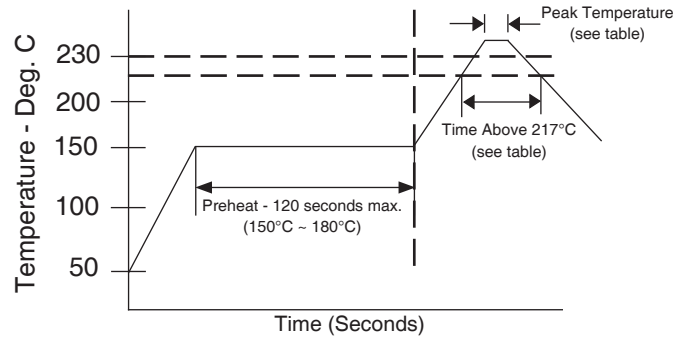 Peak Temperature
(see table)
Temperature - Deg. C
230
200
150
100
50
Time Above 217°C
(see table)
Preheat - 120 seconds max.
(150°C ~ 180°C)
Time (Seconds)